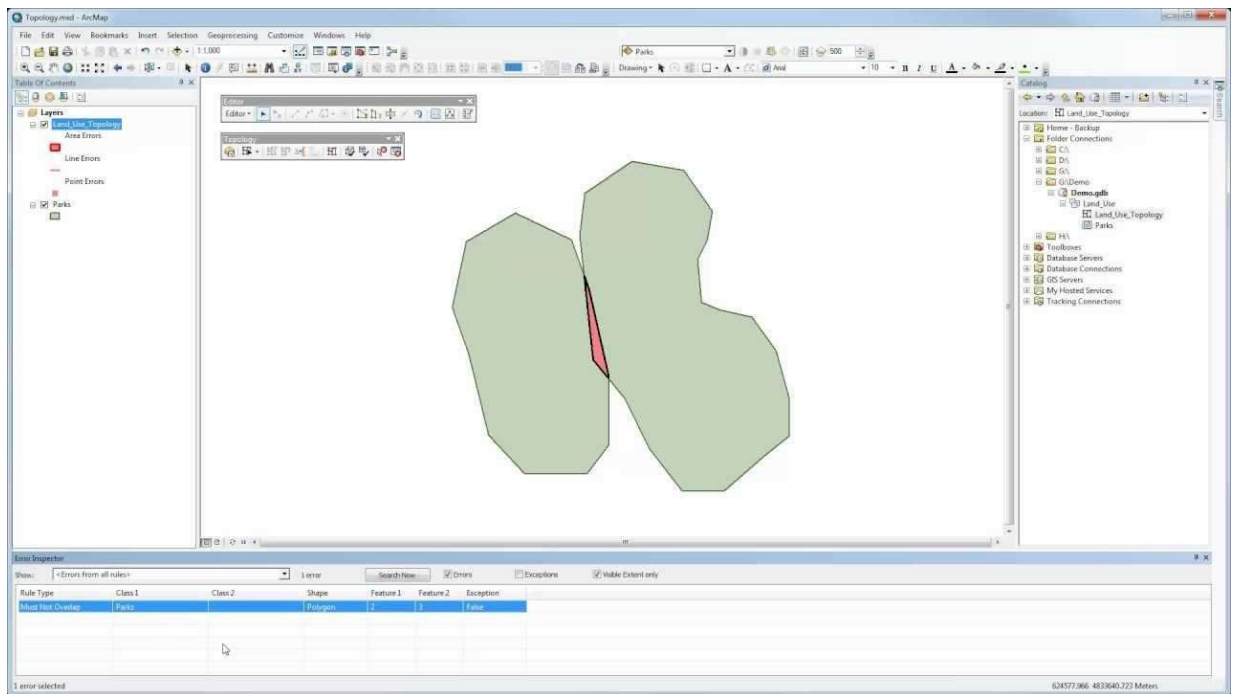 Topology.mxd - ArcMap
File Edit View Bookmarks Insert Selection Geoprocessing Customize Windows Help
1:1,000
Parks
500
Drawing
Arial
10
B I U A
Table Of Contents
Layers
Land_Use_Topology
Area Errors
Line Errors
Point Errors
Parks
Editor
Editor
Topology
Catalog
Location: Land_Use_Topology
Home - Backup
Folder Connections
C:\
D:\
G:\
G:\Demo
Demo.gdb
Land_Use
Land_Use_Topology
Parks
H:\
Toolboxes
Database Servers
Database Connections
GIS Servers
My Hosted Services
Tracking Connections
Search
Error Inspector
Show: <Errors from all rules> 1 error Search Now Errors Exceptions Visible Extent only
Rule Type Class 1 Class 2 Shape Feature 1 Feature 2 Exception
Must Not Overlap Parks Polygon 2 3 False
1 error selected
624577.966 4833640.723 Meters